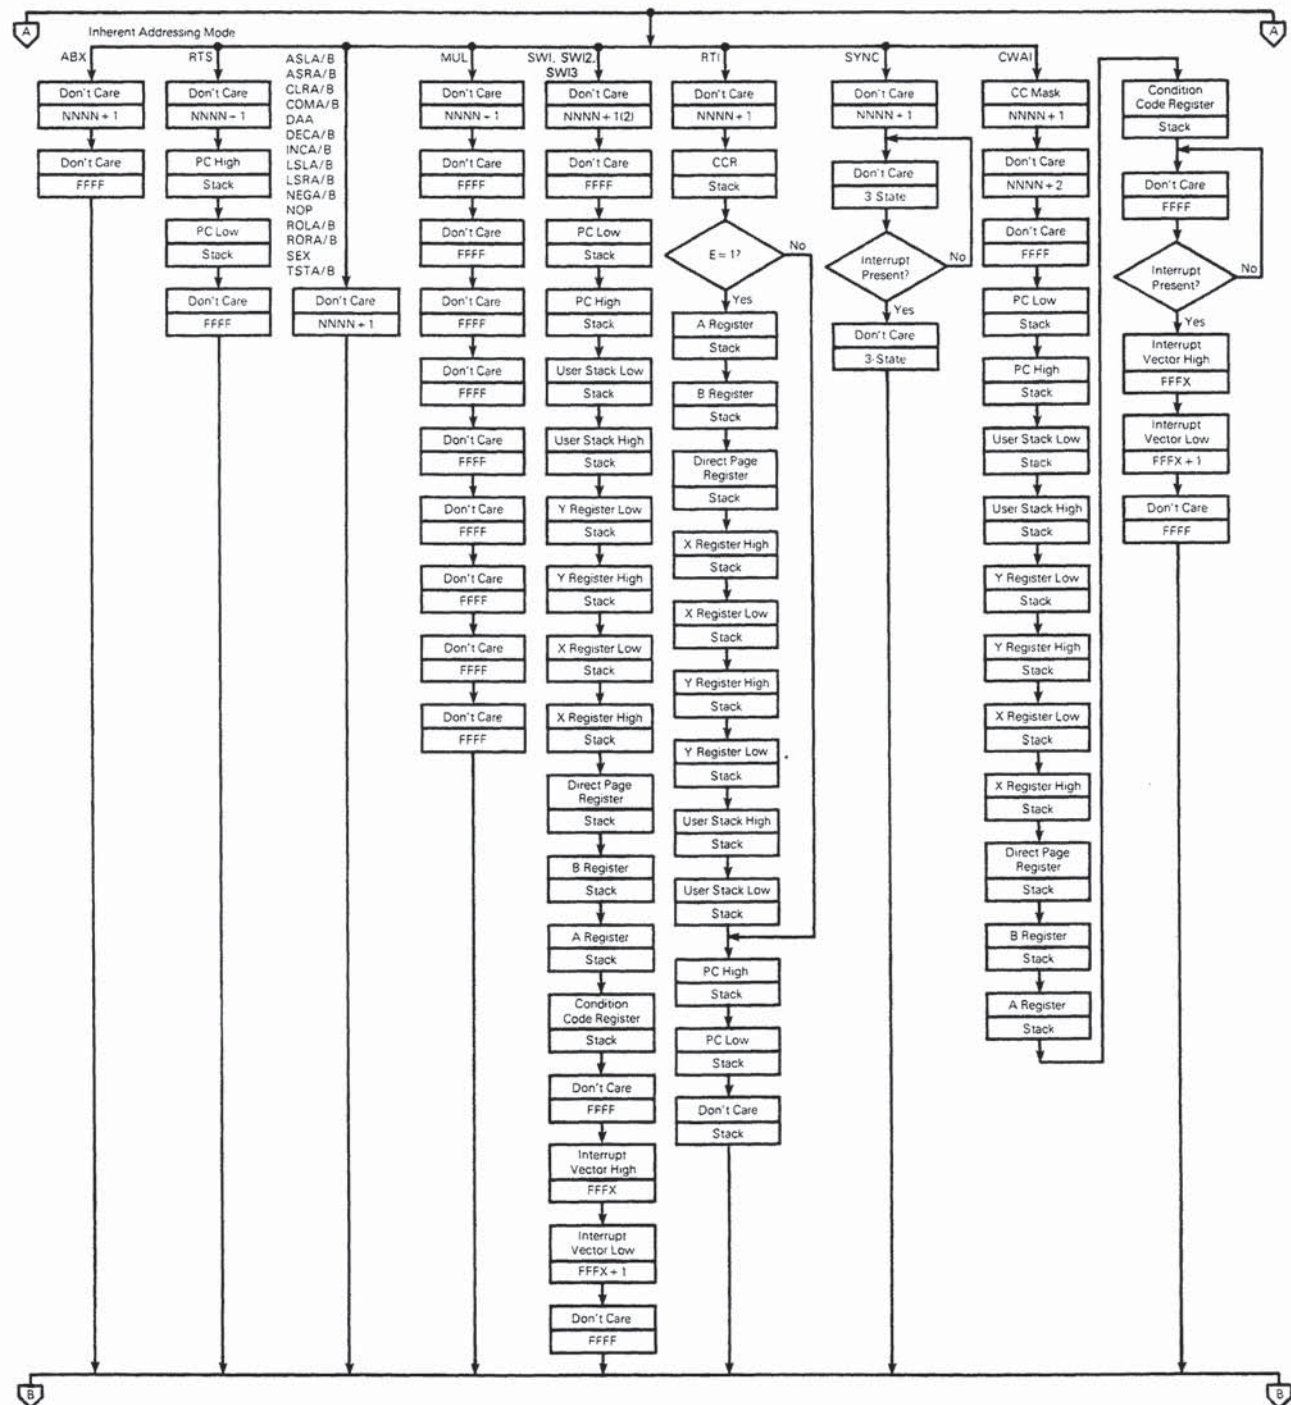 A
A
Inherent Addressing Mode
ABX
Don't Care
NNNN + 1
Don't Care
FFFF
RTS
Don't Care
NNNN + 1
PC High
Stack
PC Low
Stack
Don't Care
FFFF
ASLA/B
ASRA/B
CLRA/B
COMA/B
DAA
DECA/B
INCA/B
LSLA/B
LSRA/B
NEGA/B
NOP
ROLA/B
RORA/B
SEX
TSTA/B
Don't Care
NNNN + 1
MUL
Don't Care
NNNN + 1
Don't Care
FFFF
Don't Care
FFFF
Don't Care
FFFF
Don't Care
FFFF
Don't Care
FFFF
Don't Care
FFFF
Don't Care
FFFF
Don't Care
FFFF
Don't Care
FFFF
SWI, SWI2,
SWI3
Don't Care
NNNN + 1(2)
Don't Care
FFFF
PC Low
Stack
PC High
Stack
User Stack Low
Stack
User Stack High
Stack
Y Register Low
Stack
Y Register High
Stack
X Register Low
Stack
X Register High
Stack
Direct Page
Register
Stack
B Register
Stack
A Register
Stack
Condition
Code Register
Stack
Don't Care
FFFF
Interrupt
Vector High
FFFX
Interrupt
Vector Low
FFFX + 1
Don't Care
FFFF
RTI
Don't Care
NNNN + 1
CCR
Stack
E = 1?
No
Yes
A Register
Stack
B Register
Stack
Direct Page
Register
Stack
X Register High
Stack
X Register Low
Stack
Y Register High
Stack
Y Register Low
Stack
User Stack High
Stack
User Stack Low
Stack
PC High
Stack
PC Low
Stack
Don't Care
Stack
SYNC
Don't Care
NNNN + 1
Don't Care
3 State
Interrupt
Present?
No
Yes
Don't Care
3-State
CWAI
CC Mask
NNNN + 1
Don't Care
NNNN + 2
Don't Care
FFFF
PC Low
Stack
PC High
Stack
User Stack Low
Stack
User Stack High
Stack
Y Register Low
Stack
Y Register High
Stack
X Register Low
Stack
X Register High
Stack
Direct Page
Register
Stack
B Register
Stack
A Register
Stack
Condition
Code Register
Stack
Don't Care
FFFF
Interrupt
Present?
No
Yes
Interrupt
Vector High
FFFX
Interrupt
Vector Low
FFFX + 1
Don't Care
FFFF
B
B